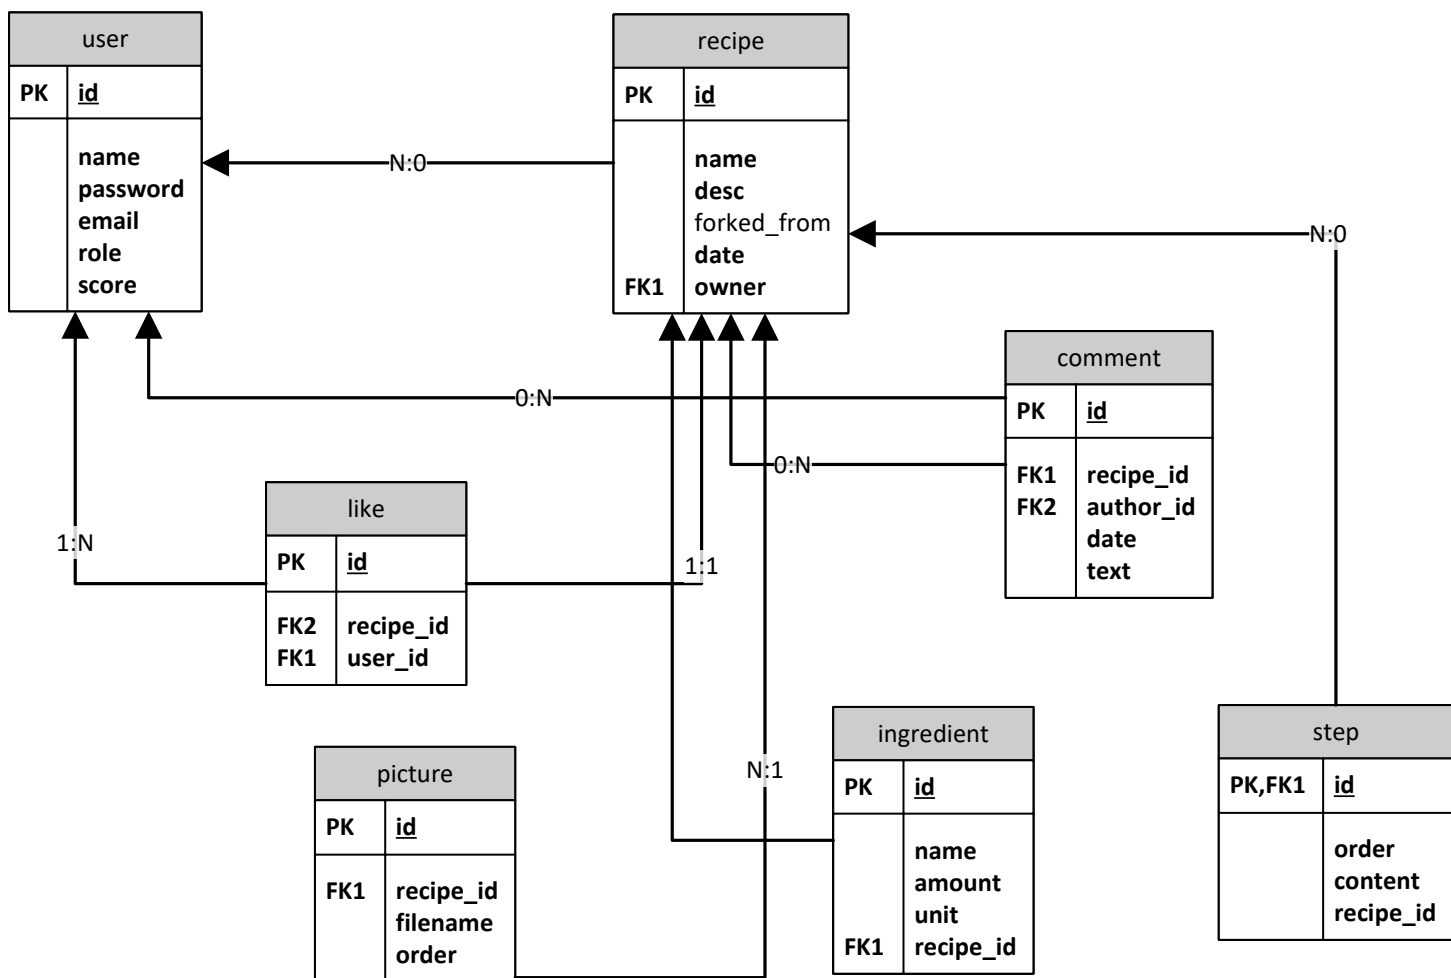 user
PK id
name
password
email
role
score
recipe
PK id
name
desc
forked_from
date
FK1 owner
N:0
N:0
comment
PK id
FK1 recipe_id
FK2 author_id
date
text
0:N
0:N
like
PK id
FK2 recipe_id
FK1 user_id
1:N
1:1
picture
PK id
FK1 recipe_id
filename
order
N:1
ingredient
PK id
name
amount
unit
FK1 recipe_id
step
PK,FK1 id
order
content
recipe_id